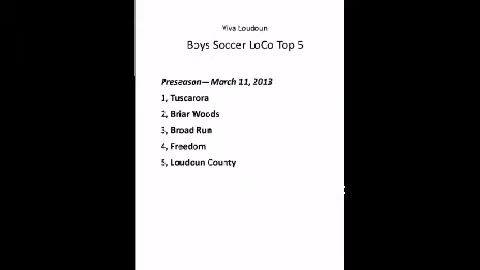 Viva Loudoun
Boys Soccer LoCo Top 5
Preseason—March 11, 2013
1, Tuscarora
2, Briar Woods
3, Broad Run
4, Freedom
5, Loudoun County